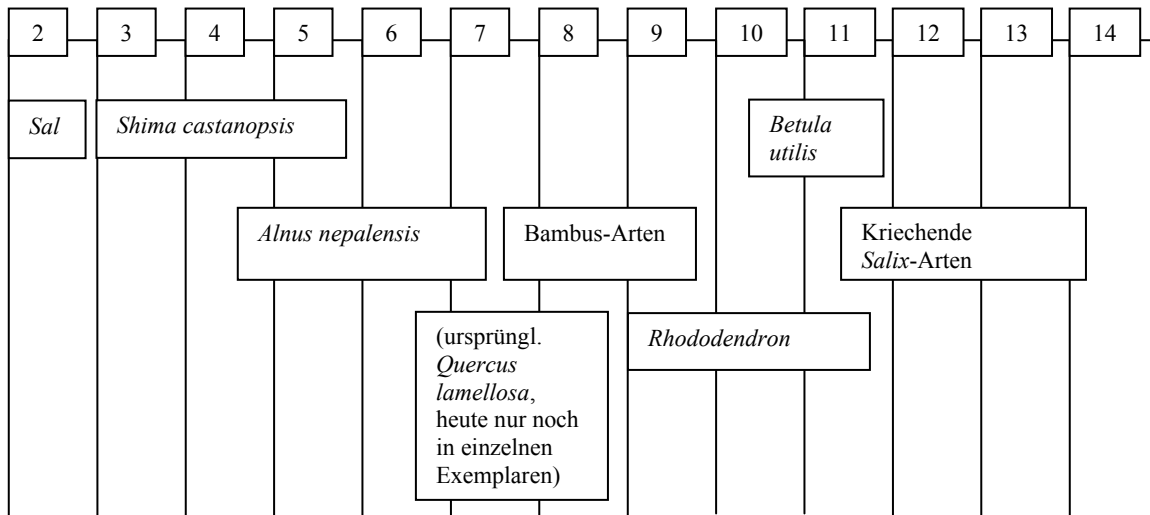 2 3 4 5 6 7 8 9 10 11 12 13 14
Sal
Shima castanopsis
Betula
utilis
Alnus nepalensis
Bambus-Arten
Kriechende
Salix-Arten
(ursprüngl.
Quercus
lamellosa,
heute nur noch
in einzelnen
Exemplaren)
Rhododendron